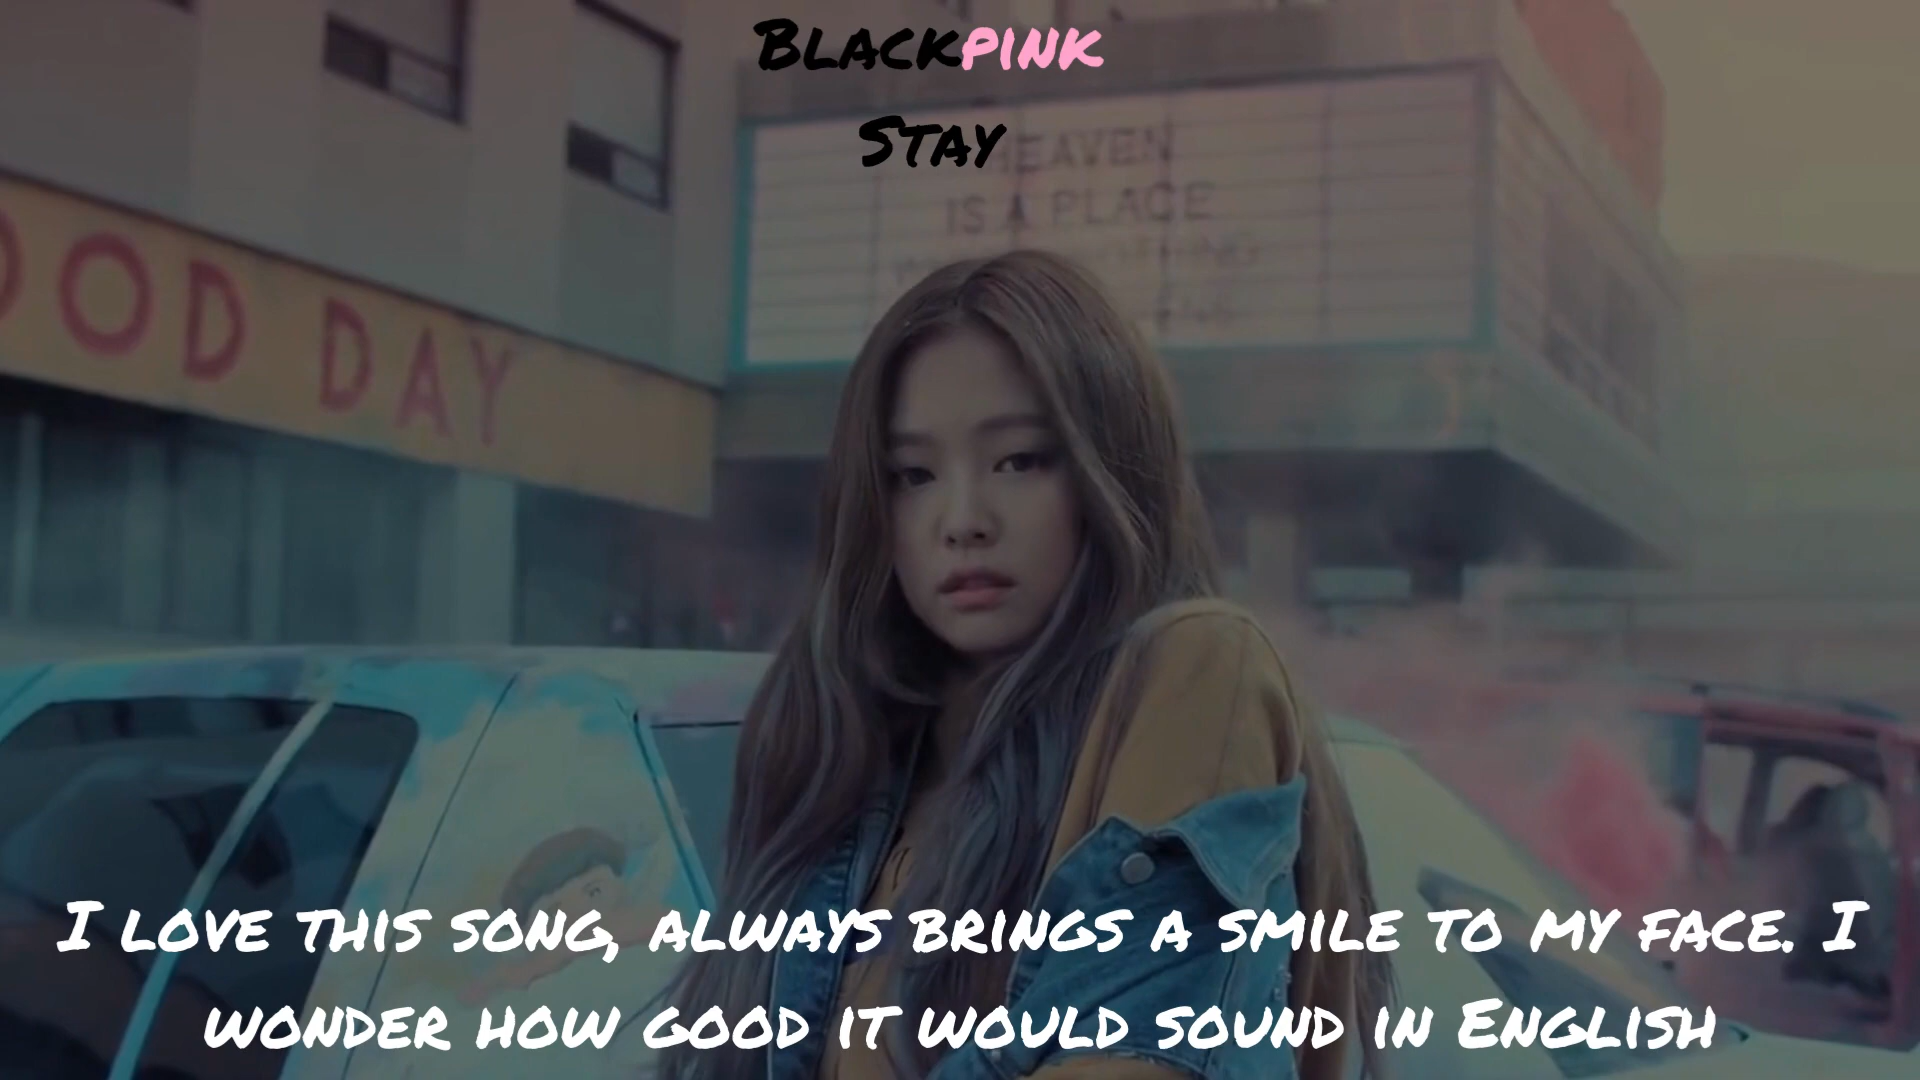 Blackpink
Stay
HEAVEN
IS A PLACE
OOD DAY
I love this song, always brings a smile to my face. I
wonder how good it would sound in English